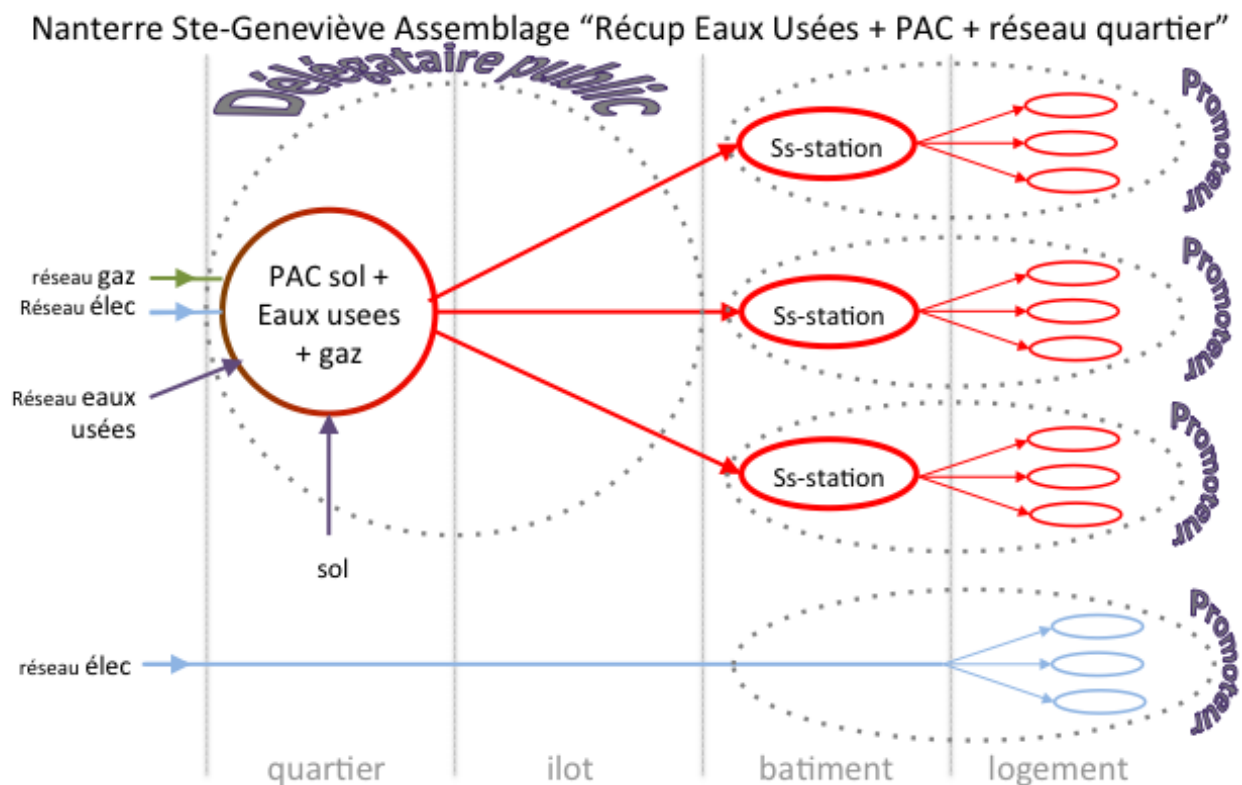 Nanterre Ste-Geneviève Assemblage “Récup Eaux Usées + PAC + réseau quartier”
Délégataire public
Promoteur
Ss-station
réseau gaz
Réseau élec
PAC sol +
Eaux usees
+ gaz
Ss-station
Promoteur
Réseau eaux
usées
Ss-station
Promoteur
sol
réseau élec
Promoteur
quartier
ilot
batiment
logement